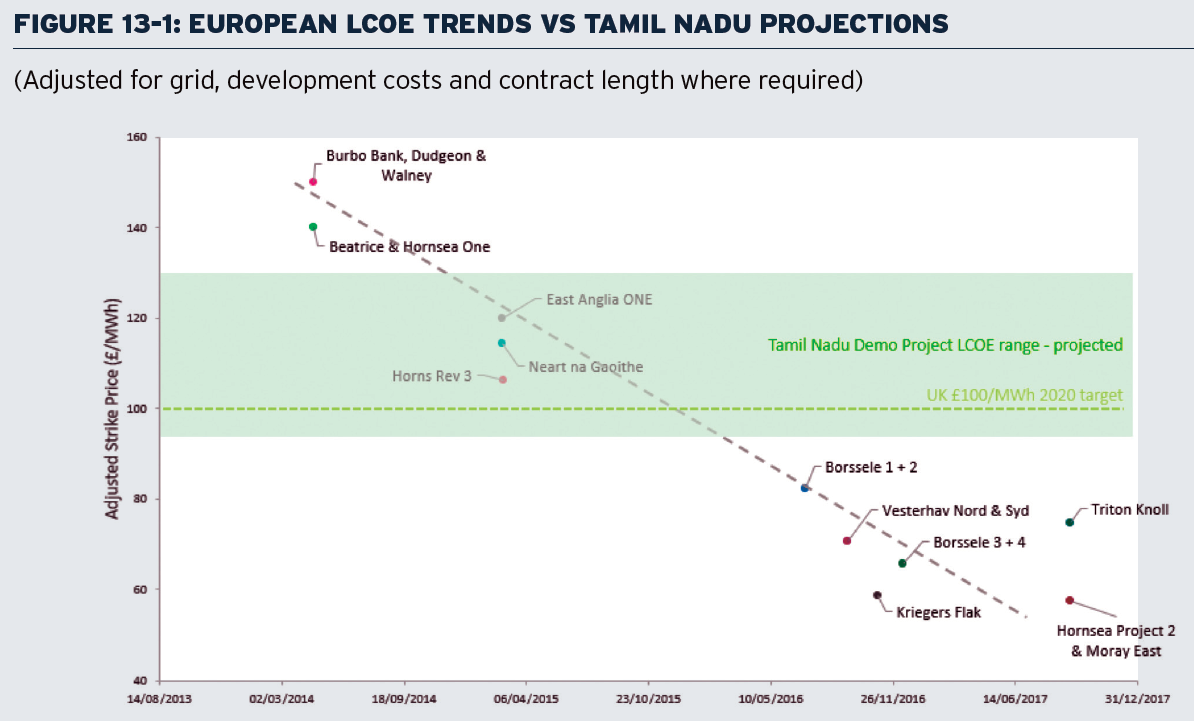 FIGURE 13-1: EUROPEAN LCOE TRENDS VS TAMIL NADU PROJECTIONS
(Adjusted for grid, development costs and contract length where required)
Adjusted Strike Price (£/MWh)
160
140
120
100
80
60
40
Burbo Bank, Dudgeon &
Walney
Beatrice & Hornsea One
East Anglia ONE
Neart na Gaoithe
Horns Rev 3
Tamil Nadu Demo Project LCOE range - projected
UK £100/MWh 2020 target
Borssele 1 + 2
Vesterhav Nord & Syd
Triton Knoll
Borssele 3 + 4
Kriegers Flak
Hornsea Project 2
& Moray East
14/08/2013
02/03/2014
18/09/2014
06/04/2015
23/10/2015
10/05/2016
26/11/2016
14/06/2017
31/12/2017